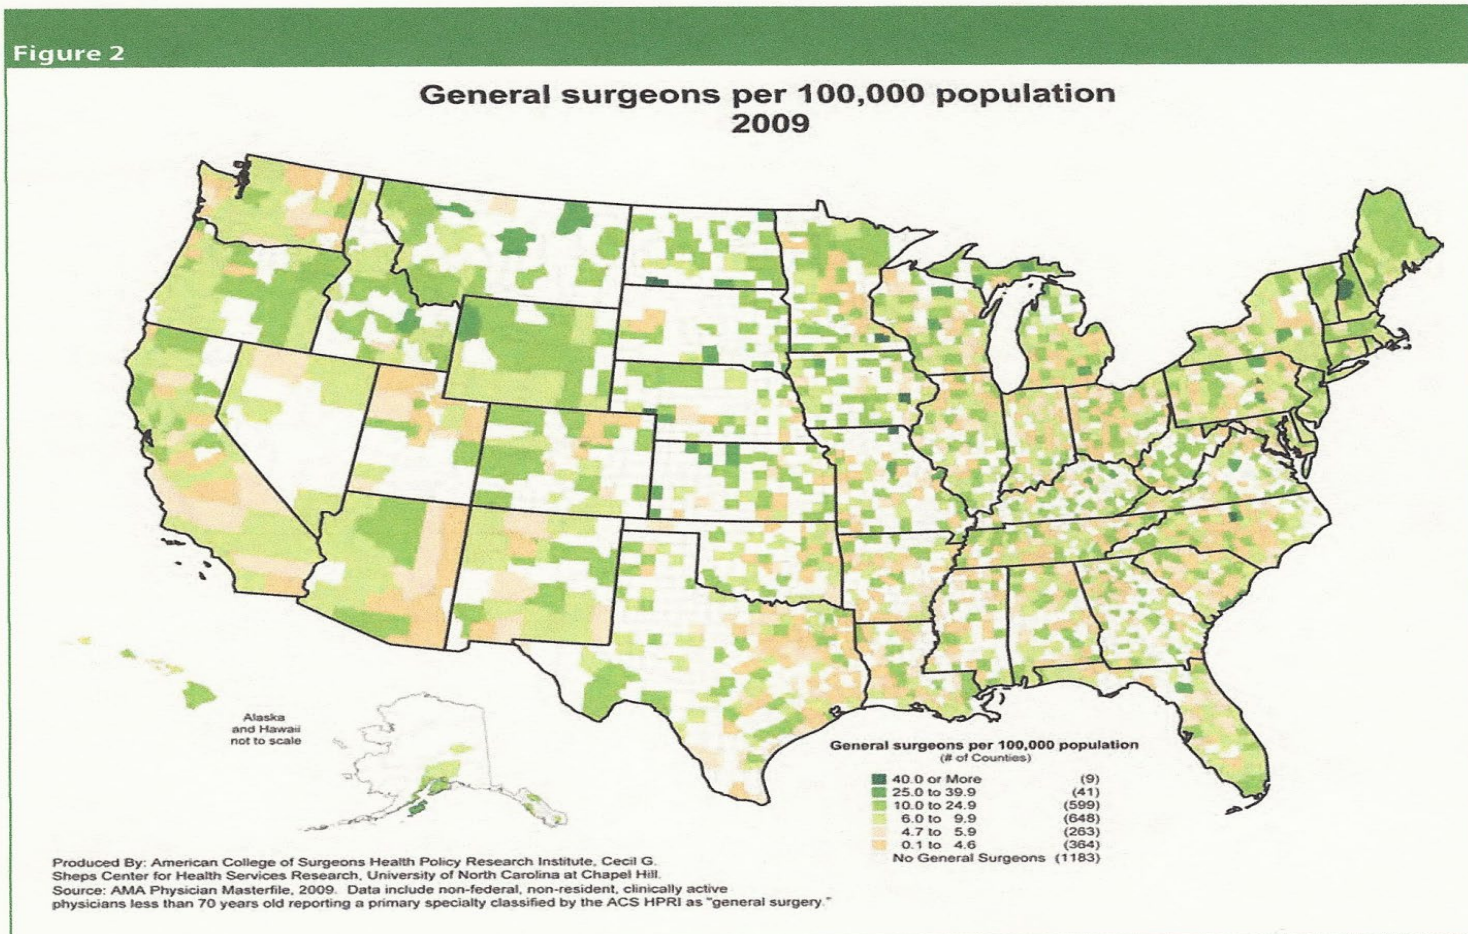 Figure 2
General surgeons per 100,000 population
2009
Alaska
and Hawaii
not to scale
General surgeons per 100,000 population
(# of Counties)
40.0 or More (9)
25.0 to 39.9 (41)
10.0 to 24.9 (599)
6.0 to 9.9 (648)
4.7 to 5.9 (263)
0.1 to 4.6 (364)
No General Surgeons (1183)
Produced By: American College of Surgeons Health Policy Research Institute, Cecil G.
Sheps Center for Health Services Research, University of North Carolina at Chapel Hill.
Source: AMA Physician Masterfile, 2009. Data include non-federal, non-resident, clinically active
physicians less than 70 years old reporting a primary specialty classified by the ACS HPRI as "general surgery."